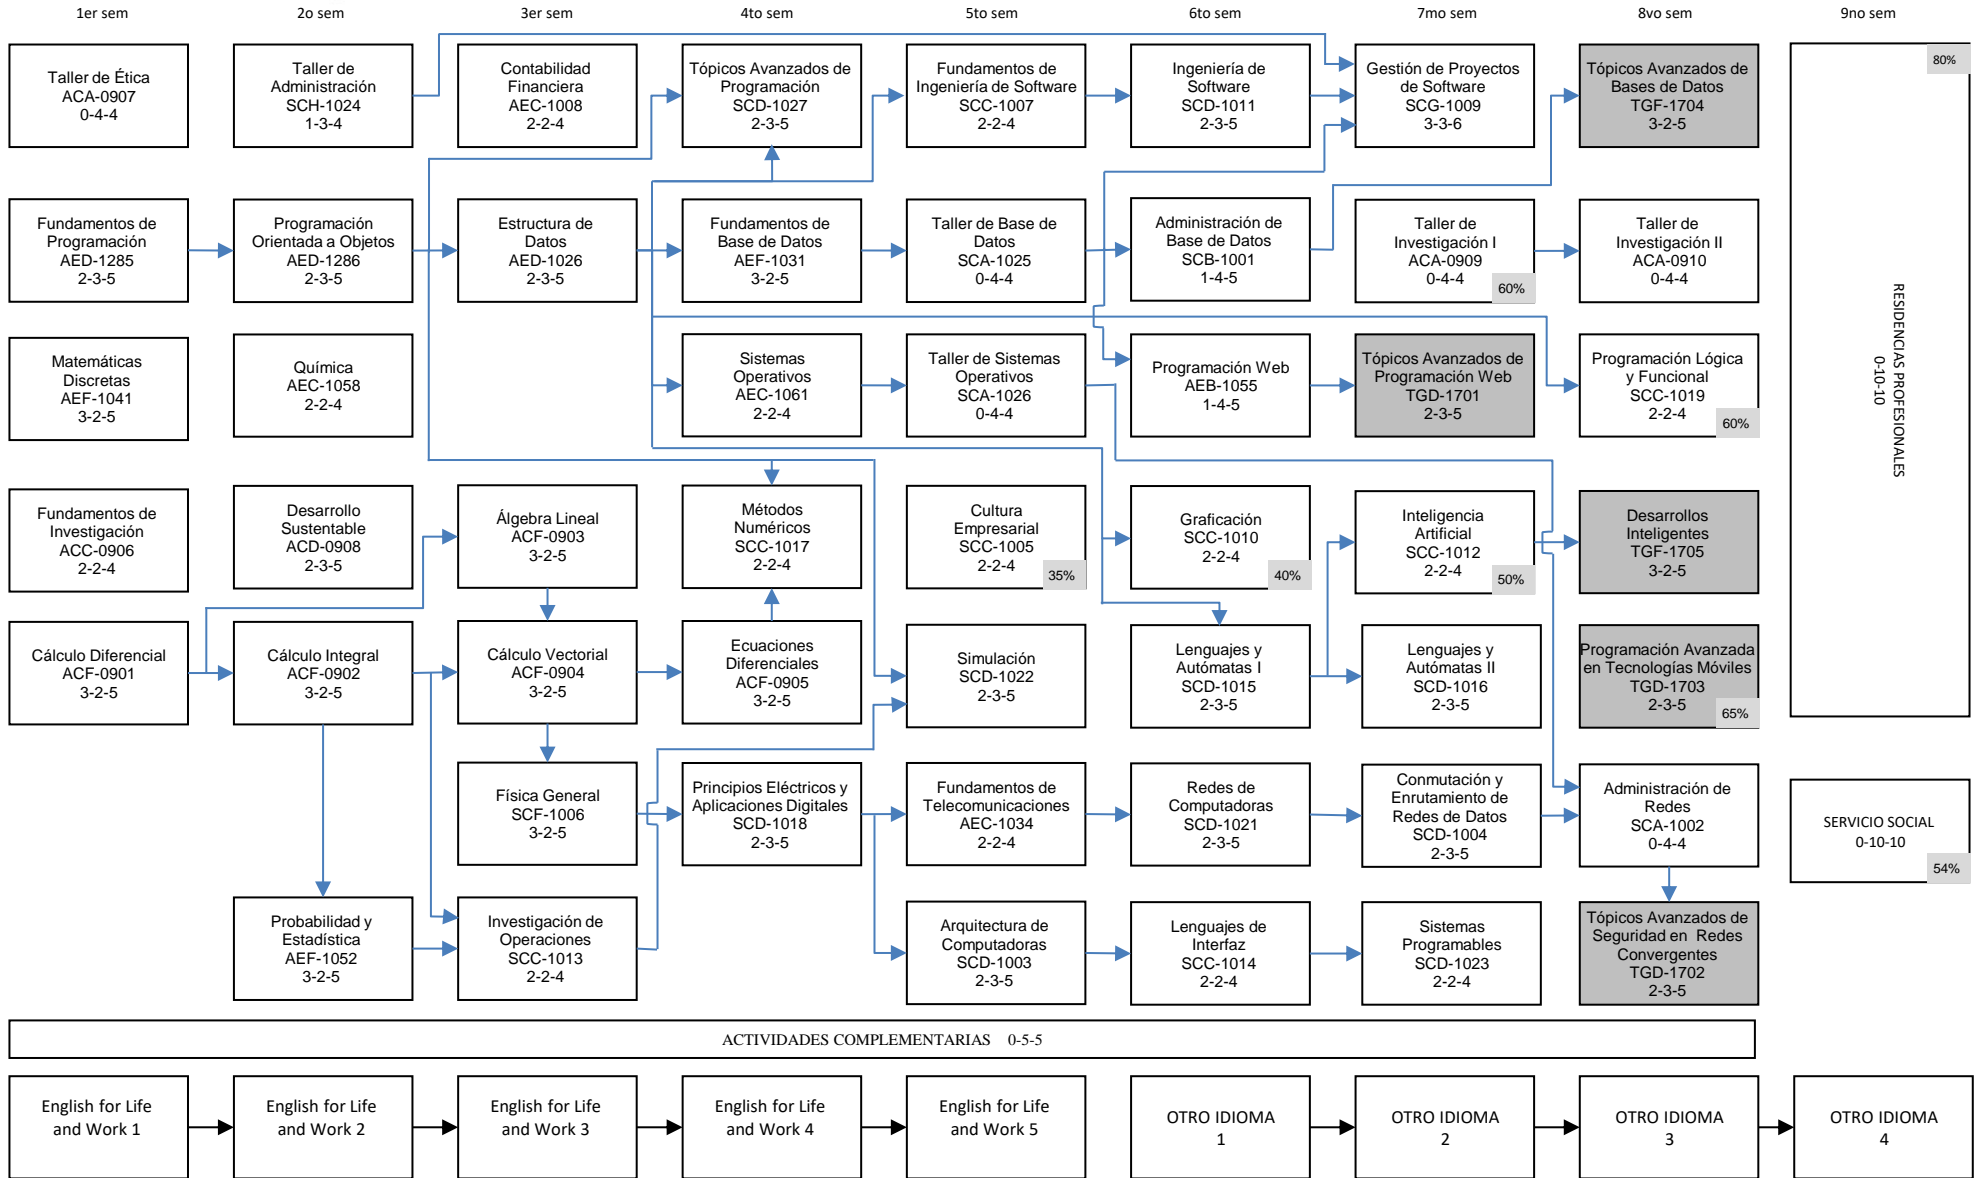 1er sem
2o sem
3er sem
4to sem
5to sem
6to sem
7mo sem
8vo sem
9no sem
Taller de Ética
ACA-0907
0-4-4
Taller de
Administración
SCH-1024
1-3-4
Contabilidad
Financiera
AEC-1008
2-2-4
Tópicos Avanzados de
Programación
SCD-1027
2-3-5
Fundamentos de
Ingeniería de Software
SCC-1007
2-2-4
Ingeniería de
Software
SCD-1011
2-3-5
Gestión de Proyectos
de Software
SCG-1009
3-3-6
Tópicos Avanzados de
Bases de Datos
TGF-1704
3-2-5
80%
RESIDENCIAS PROFESIONALES
0-10-10
Fundamentos de
Programación
AED-1285
2-3-5
Programación
Orientada a Objetos
AED-1286
2-3-5
Estructura de
Datos
AED-1026
2-3-5
Fundamentos de
Base de Datos
AEF-1031
3-2-5
Taller de Base de
Datos
SCA-1025
0-4-4
Administración de
Base de Datos
SCB-1001
1-4-5
Taller de
Investigación I
ACA-0909
0-4-4
60%
Taller de
Investigación II
ACA-0910
0-4-4
Matemáticas
Discretas
AEF-1041
3-2-5
Química
AEC-1058
2-2-4
Sistemas
Operativos
AEC-1061
2-2-4
Taller de Sistemas
Operativos
SCA-1026
0-4-4
Programación Web
AEB-1055
1-4-5
Tópicos Avanzados de
Programación Web
TGD-1701
2-3-5
Programación Lógica
y Funcional
SCC-1019
2-2-4
60%
Fundamentos de
Investigación
ACC-0906
2-2-4
Desarrollo
Sustentable
ACD-0908
2-3-5
Álgebra Lineal
ACF-0903
3-2-5
Métodos
Numéricos
SCC-1017
2-2-4
Cultura
Empresarial
SCC-1005
2-2-4
35%
Graficación
SCC-1010
2-2-4
40%
Inteligencia
Artificial
SCC-1012
2-2-4
50%
Desarrollos
Inteligentes
TGF-1705
3-2-5
Cálculo Diferencial
ACF-0901
3-2-5
Cálculo Integral
ACF-0902
3-2-5
Cálculo Vectorial
ACF-0904
3-2-5
Ecuaciones
Diferenciales
ACF-0905
3-2-5
Simulación
SCD-1022
2-3-5
Lenguajes y
Autómatas I
SCD-1015
2-3-5
Lenguajes y
Autómatas II
SCD-1016
2-3-5
Programación Avanzada
en Tecnologías Móviles
TGD-1703
2-3-5
65%
Física General
SCF-1006
3-2-5
Principios Eléctricos y
Aplicaciones Digitales
SCD-1018
2-3-5
Fundamentos de
Telecomunicaciones
AEC-1034
2-2-4
Redes de
Computadoras
SCD-1021
2-3-5
Conmutación y
Enrutamiento de
Redes de Datos
SCD-1004
2-3-5
Administración de
Redes
SCA-1002
0-4-4
SERVICIO SOCIAL
0-10-10
54%
Probabilidad y
Estadística
AEF-1052
3-2-5
Investigación de
Operaciones
SCC-1013
2-2-4
Arquitectura de
Computadoras
SCD-1003
2-3-5
Lenguajes de
Interfaz
SCC-1014
2-2-4
Sistemas
Programables
SCD-1023
2-2-4
Tópicos Avanzados de
Seguridad en Redes
Convergentes
TGD-1702
2-3-5
ACTIVIDADES COMPLEMENTARIAS 0-5-5
English for Life
and Work 1
English for Life
and Work 2
English for Life
and Work 3
English for Life
and Work 4
English for Life
and Work 5
OTRO IDIOMA
1
OTRO IDIOMA
2
OTRO IDIOMA
3
OTRO IDIOMA
4